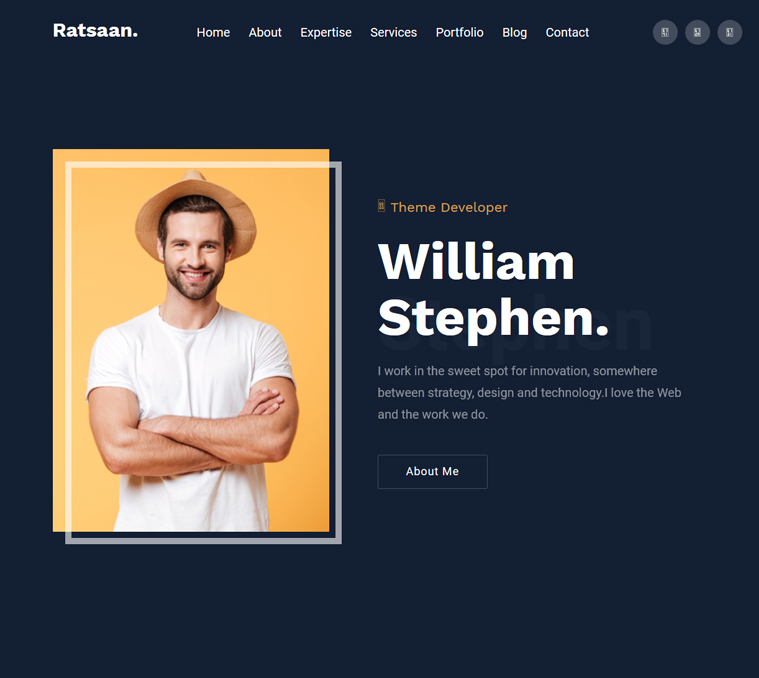 Ratsaan.
Home About Expertise Services Portfolio Blog Contact
Theme Developer
William
Stephen.
I work in the sweet spot for innovation, somewhere
between strategy, design and technology.I love the Web
and the work we do.
About Me